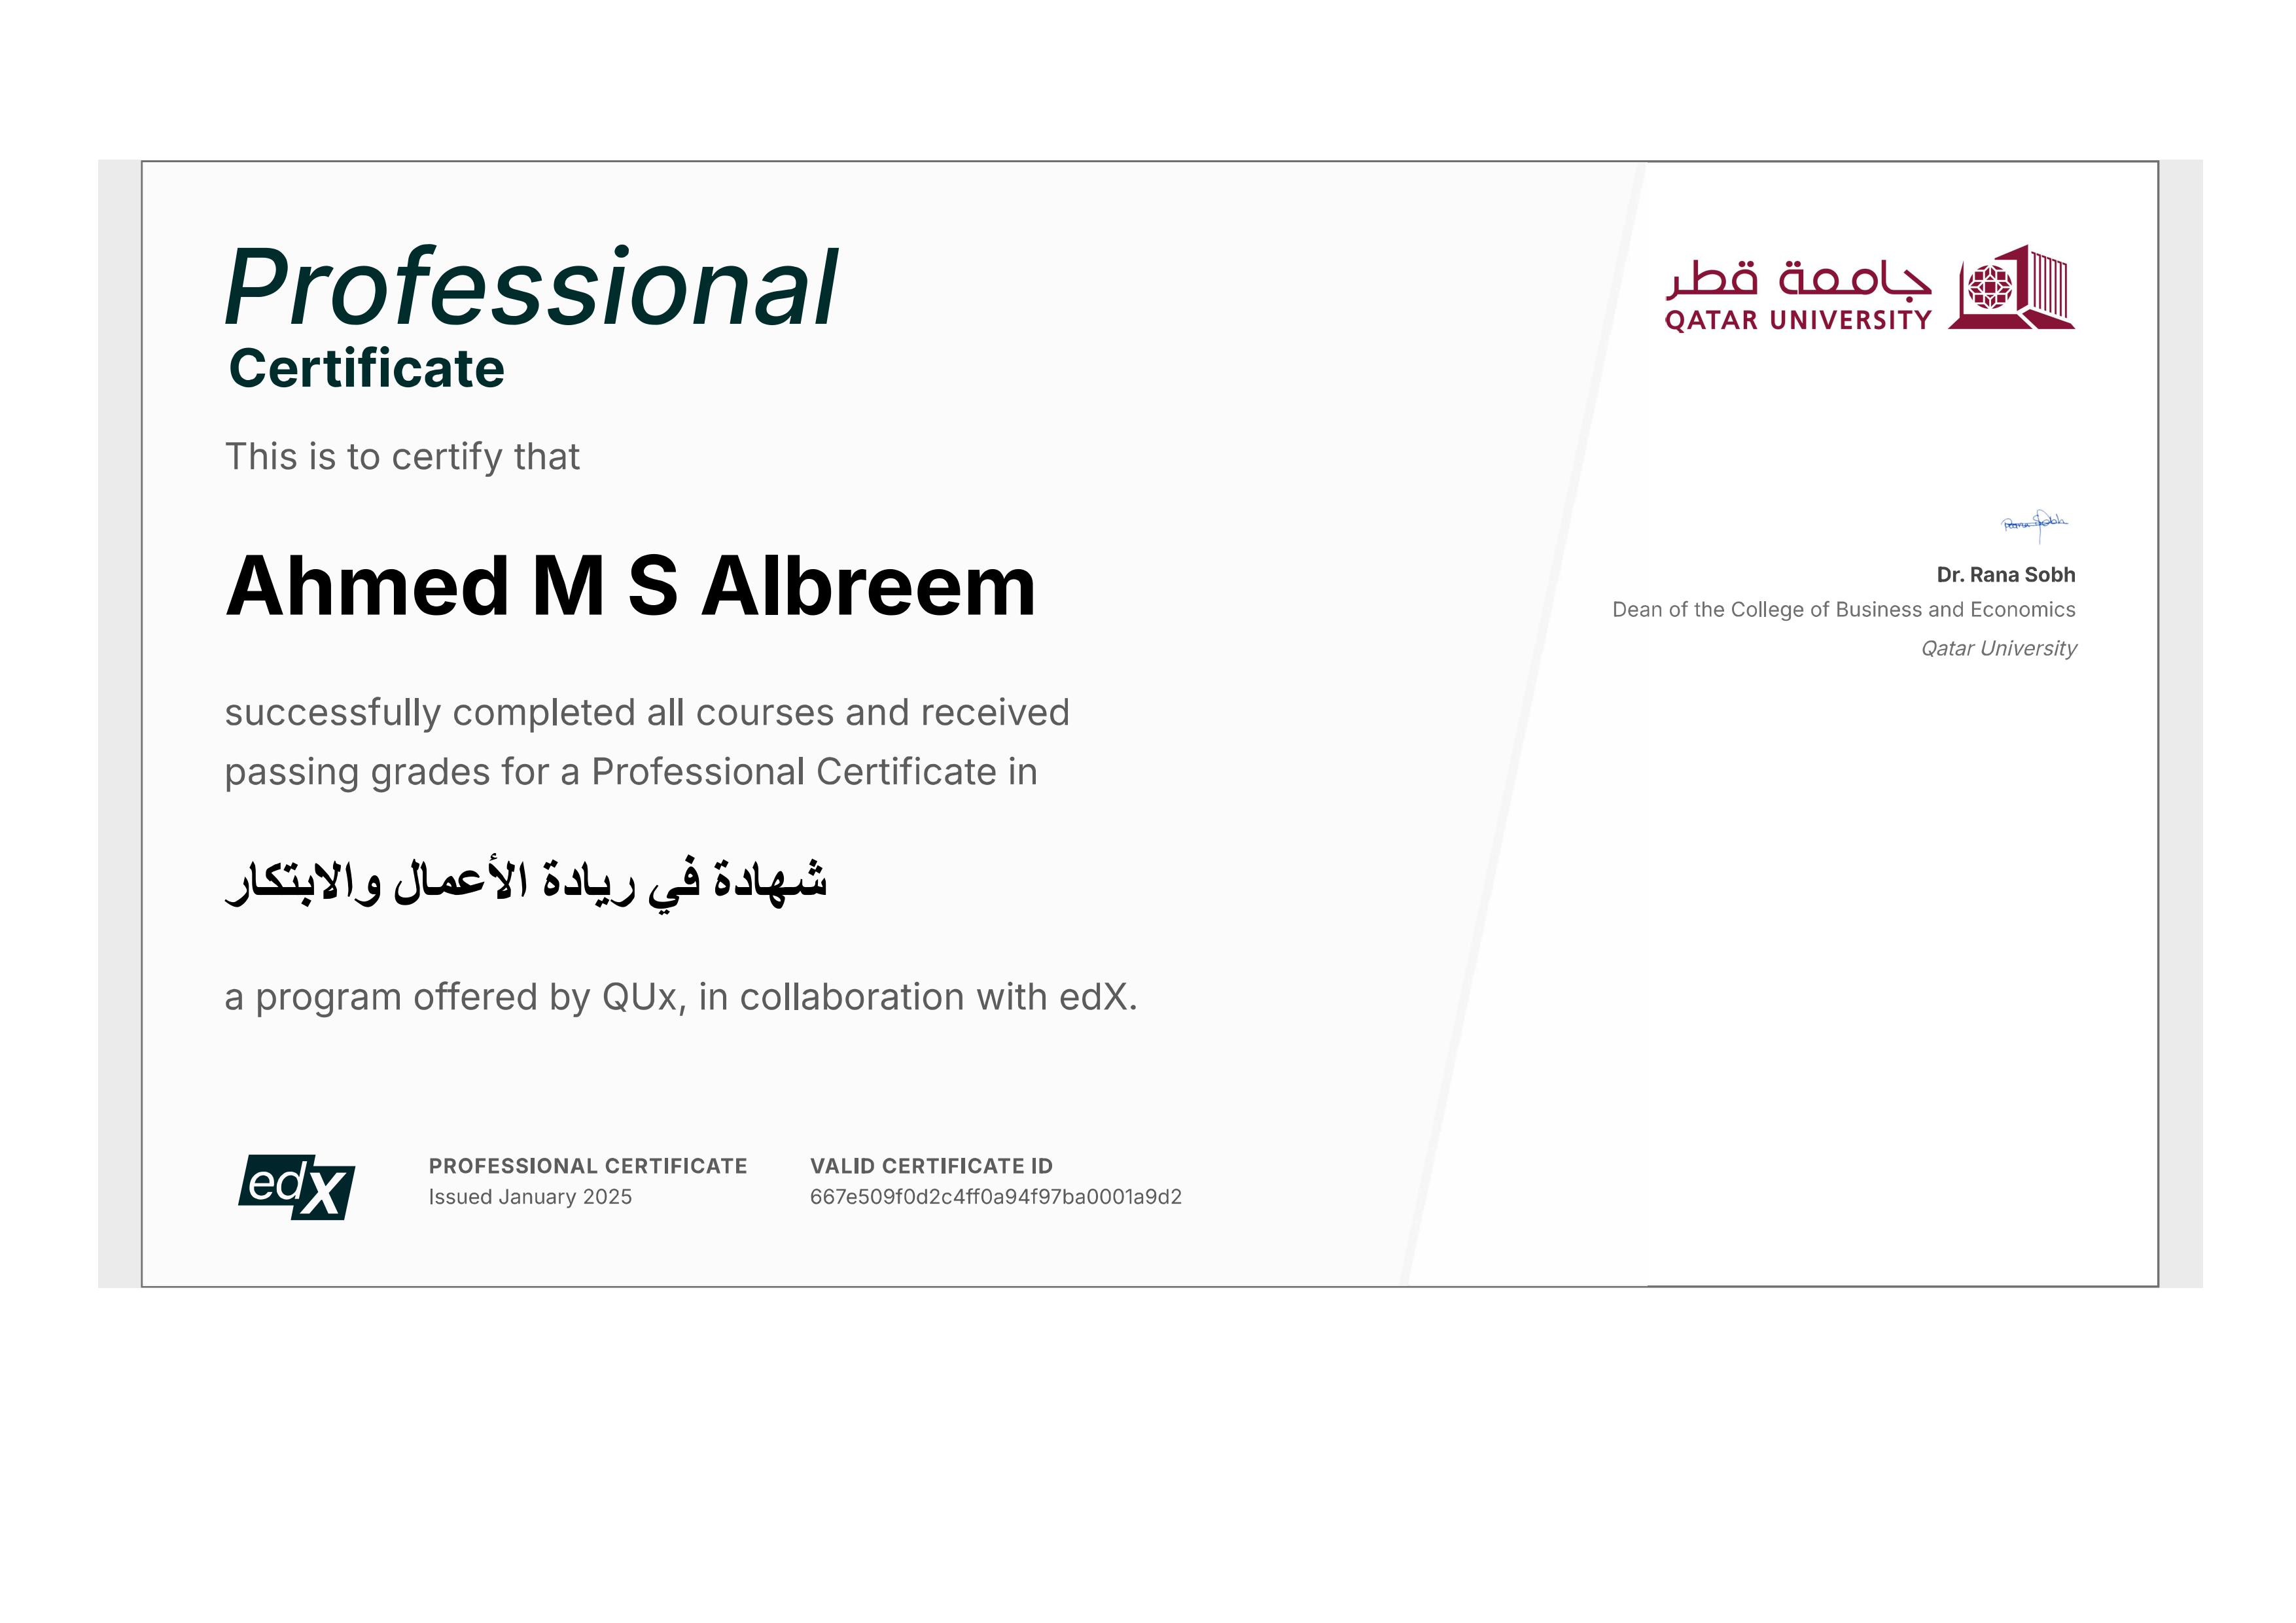 Professional
Certificate
This is to certify that
Ahmed M S Albreem
successfully completed all courses and received
passing grades for a Professional Certificate in
شهادة في ريادة الأعمال والابتكار
a program offered by QUx, in collaboration with edX.
edX
PROFESSIONAL CERTIFICATE
Issued January 2025
VALID CERTIFICATE ID
667e509f0d2c4ff0a94f97ba0001a9d2
جامعة قطر
QATAR UNIVERSITY
Rana Sobh
Dr. Rana Sobh
Dean of the College of Business and Economics
Qatar University